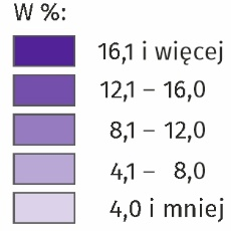 W %:
16,1 i więcej
12,1 – 16,0
8,1 – 12,0
4,1 – 8,0
4,0 i mniej